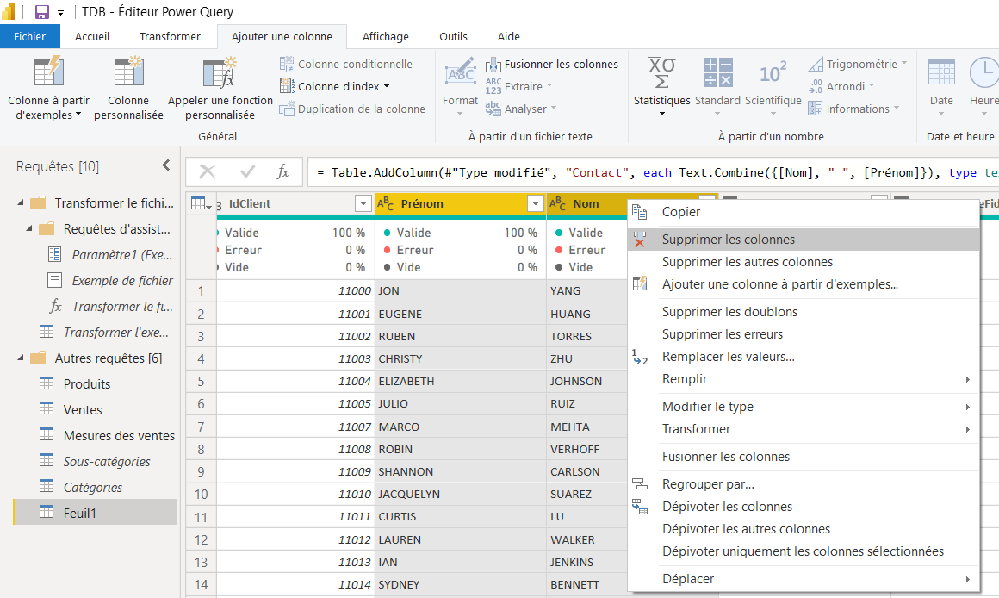 TDB - Éditeur Power Query
Fichier Accueil Transformer Ajouter une colonne Affichage Outils Aide
Colonne à partir d'exemples
Colonne personnalisée
Appeler une fonction personnalisée
Colonne conditionnelle
Colonne d'index
Duplication de la colonne
Général
Format
Fusionner les colonnes
Extraire
Analyser
À partir d'un fichier texte
Statistiques
Standard
Scientifique
Trigonométrie
Arrondi
Informations
À partir d'un nombre
Date
Heure
Date et heure
Requêtes [10]
= Table.AddColumn(#"Type modifié", "Contact", each Text.Combine({[Nom], " ", [Prénom]}), type te
Transformer le fichi...
Requêtes d'assist...
Paramètre1 (Exe...
Exemple de fichier
Transformer le fi...
Transformer l'exe...
Autres requêtes [6]
Produits
Ventes
Mesures des ventes
Sous-catégories
Catégories
Feuil1
3 IdClient ABC Prénom ABC Nom eFid
Valide 100 % Valide 100 % Valide
Erreur 0 % Erreur 0 % Erreur
Vide 0 % Vide 0 % Vide
1 11000 JON YANG
2 11001 EUGENE HUANG
3 11002 RUBEN TORRES
4 11003 CHRISTY ZHU
5 11004 ELIZABETH JOHNSON
6 11005 JULIO RUIZ
7 11007 MARCO MEHTA
8 11008 ROBIN VERHOFF
9 11009 SHANNON CARLSON
10 11010 JACQUELYN SUAREZ
11 11011 CURTIS LU
12 11012 LAUREN WALKER
13 11013 IAN JENKINS
14 11014 SYDNEY BENNETT
Copier
Supprimer les colonnes
Supprimer les autres colonnes
Ajouter une colonne à partir d'exemples...
Supprimer les doublons
Supprimer les erreurs
Remplacer les valeurs...
Remplir
Modifier le type
Transformer
Fusionner les colonnes
Regrouper par...
Dépivoter les colonnes
Dépivoter les autres colonnes
Dépivoter uniquement les colonnes sélectionnées
Déplacer